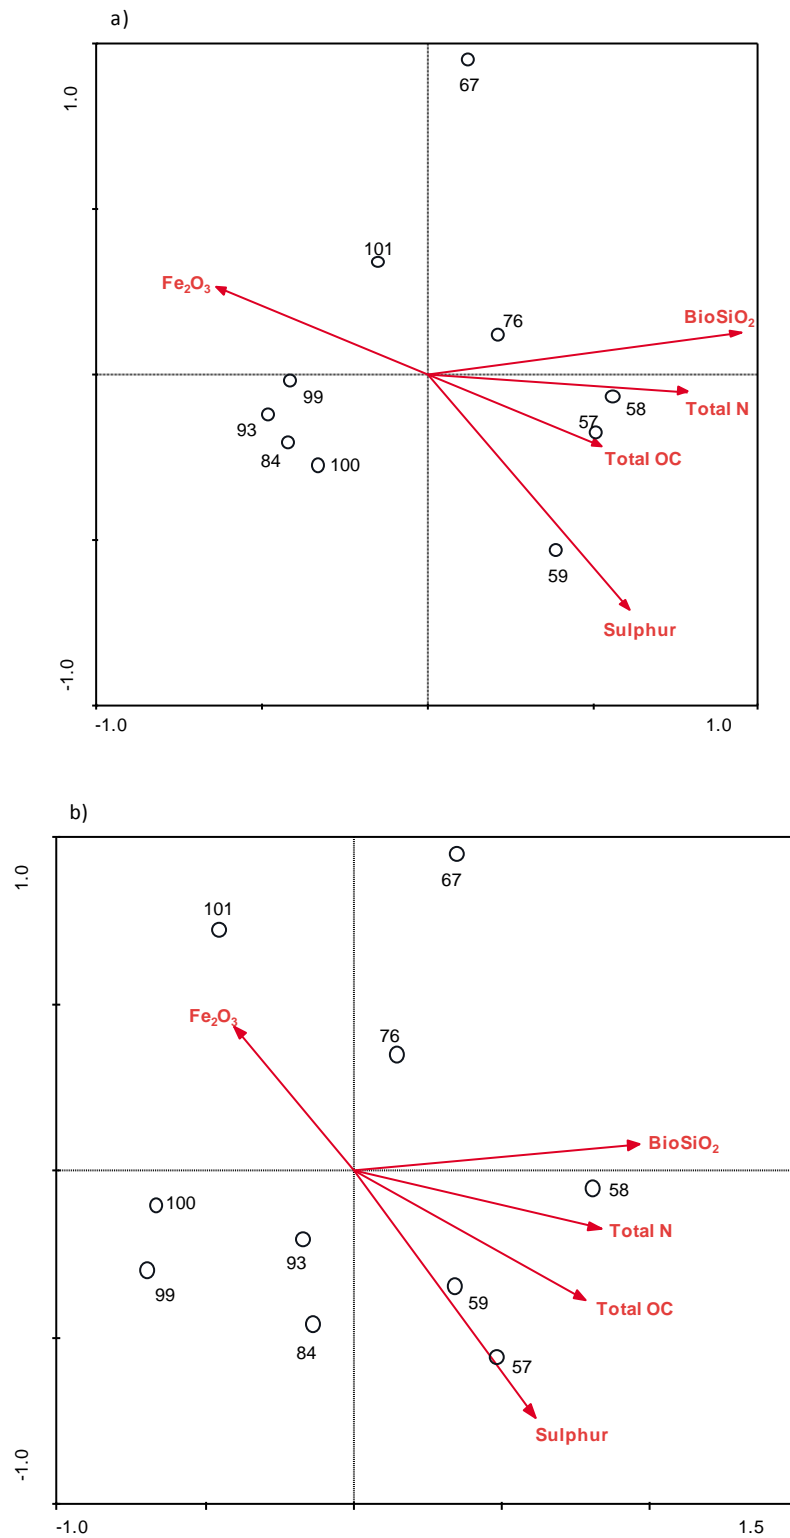 a)
1.0
67
101
Fe₂O₃
76
BioSiO₂
99
58
Total N
93
57
84
100
Total OC
59
Sulphur
-1.0
-1.0
1.0
b)
1.0
67
101
Fe₂O₃
76
BioSiO₂
58
100
Total N
93
99
59
Total OC
84
57
Sulphur
-1.0
-1.0
1.5